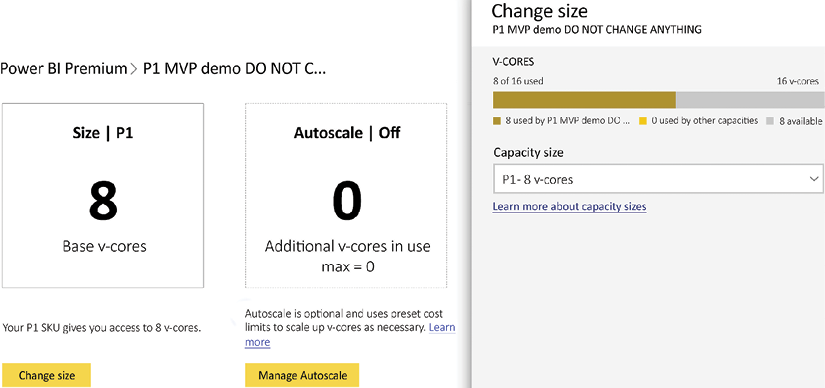 Power BI Premium > P1 MVP demo DO NOT C...
Size | P1
8
Base v-cores
Your P1 SKU gives you access to 8 v-cores.
Change size
Autoscale | Off
0
Additional v-cores in use
max = 0
Autoscale is optional and uses preset cost
limits to scale up v-cores as necessary. Learn
more
Manage Autoscale
Change size
P1 MVP demo DO NOT CHANGE ANYTHING
V-CORES
8 of 16 used
16 v-cores
8 used by P1 MVP demo DO ...
0 used by other capacities
8 available
Capacity size
P1- 8 v-cores
Learn more about capacity sizes